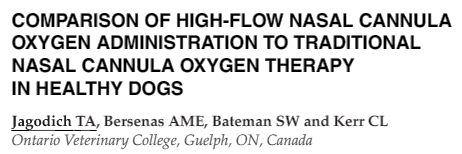 COMPARISON OF HIGH-FLOW NASAL CANNULA
OXYGEN ADMINISTRATION TO TRADITIONAL
NASAL CANNULA OXYGEN THERAPY
IN HEALTHY DOGS
Jagodich TA, Bersenas AME, Bateman SW and Kerr CL
Ontario Veterinary College, Guelph, ON, Canada